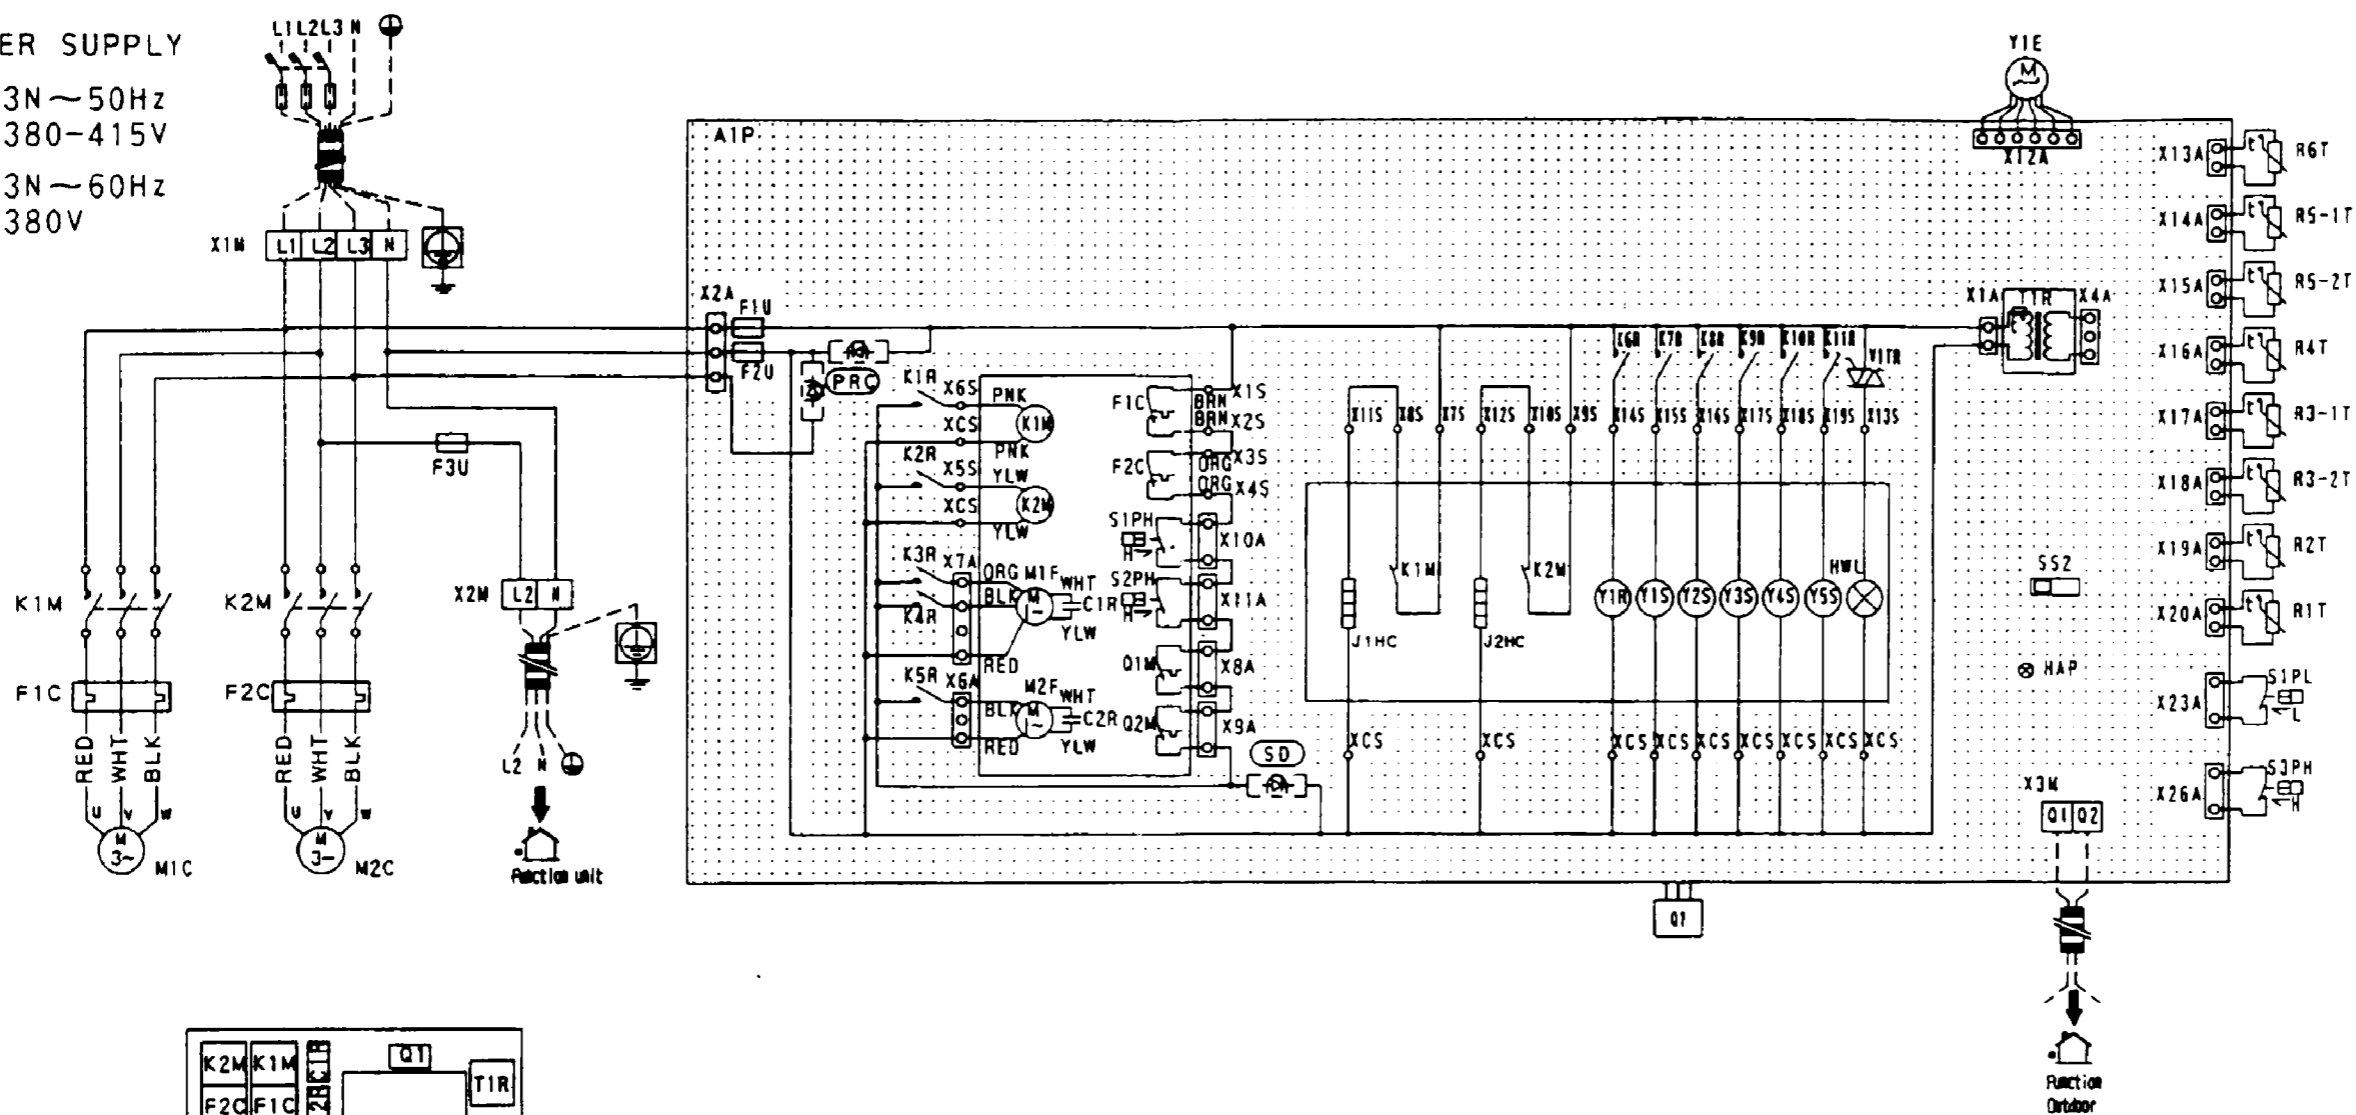 ER SUPPLY
3N～50Hz
380-415V
3N～60Hz
380V
L1 L2 L3 N
X1M
L1 L2 L3 N
F3U
X2M
L2 N
L2 N
K1M
K2M
F1C
F2C
RED
WHT
BLK
RED
WHT
BLK
U V W
U V W
M
3~
M1C
M
3~
M2C
Function unit
A1P
X2A
F1U
F2U
PRC
K1R
X6S
PNK
K1M
XCS
PNK
K2R
X5S
YLW
K2M
XCS
YLW
K3R
X7A
ORG
M1F
WHT
BLK
M
C1R
K4R
YLW
RED
K5R
X6A
M2F
WHT
BLK
M
~
C2R
YLW
RED
F1C
X1S
BRN
BRN
X2S
F2C
X3S
ORG
ORG
X4S
S1PH
H
X10A
S2PH
H
X11A
Q1M
X8A
Q2M
X9A
SD
K6R K7R K8R K9R K10R K11R
V1TR
X11S X8S X7S X12S X10S X9S X14S X15S X16S X17S X18S X19S X13S
K1M
K2M
HWL
Y1R Y1S Y2S Y3S Y4S Y5S
J1HC
J2HC
XCS XCS XCS XCS XCS XCS XCS XCS XCS
Y1E
M
X12A
X1A T1R X4A
SS2
HAP
X3M
Q1 Q2
X13A t R6T
X14A t R5-1T
X15A t R5-2T
X16A t R4T
X17A t R3-1T
X18A t R3-2T
X19A t R2T
X20A t R1T
X23A
S1PL
L
X26A
S3PH
H
Q1
Function
Outdoor
K2M K1M C1R
Q1
T1R
F2C F1C